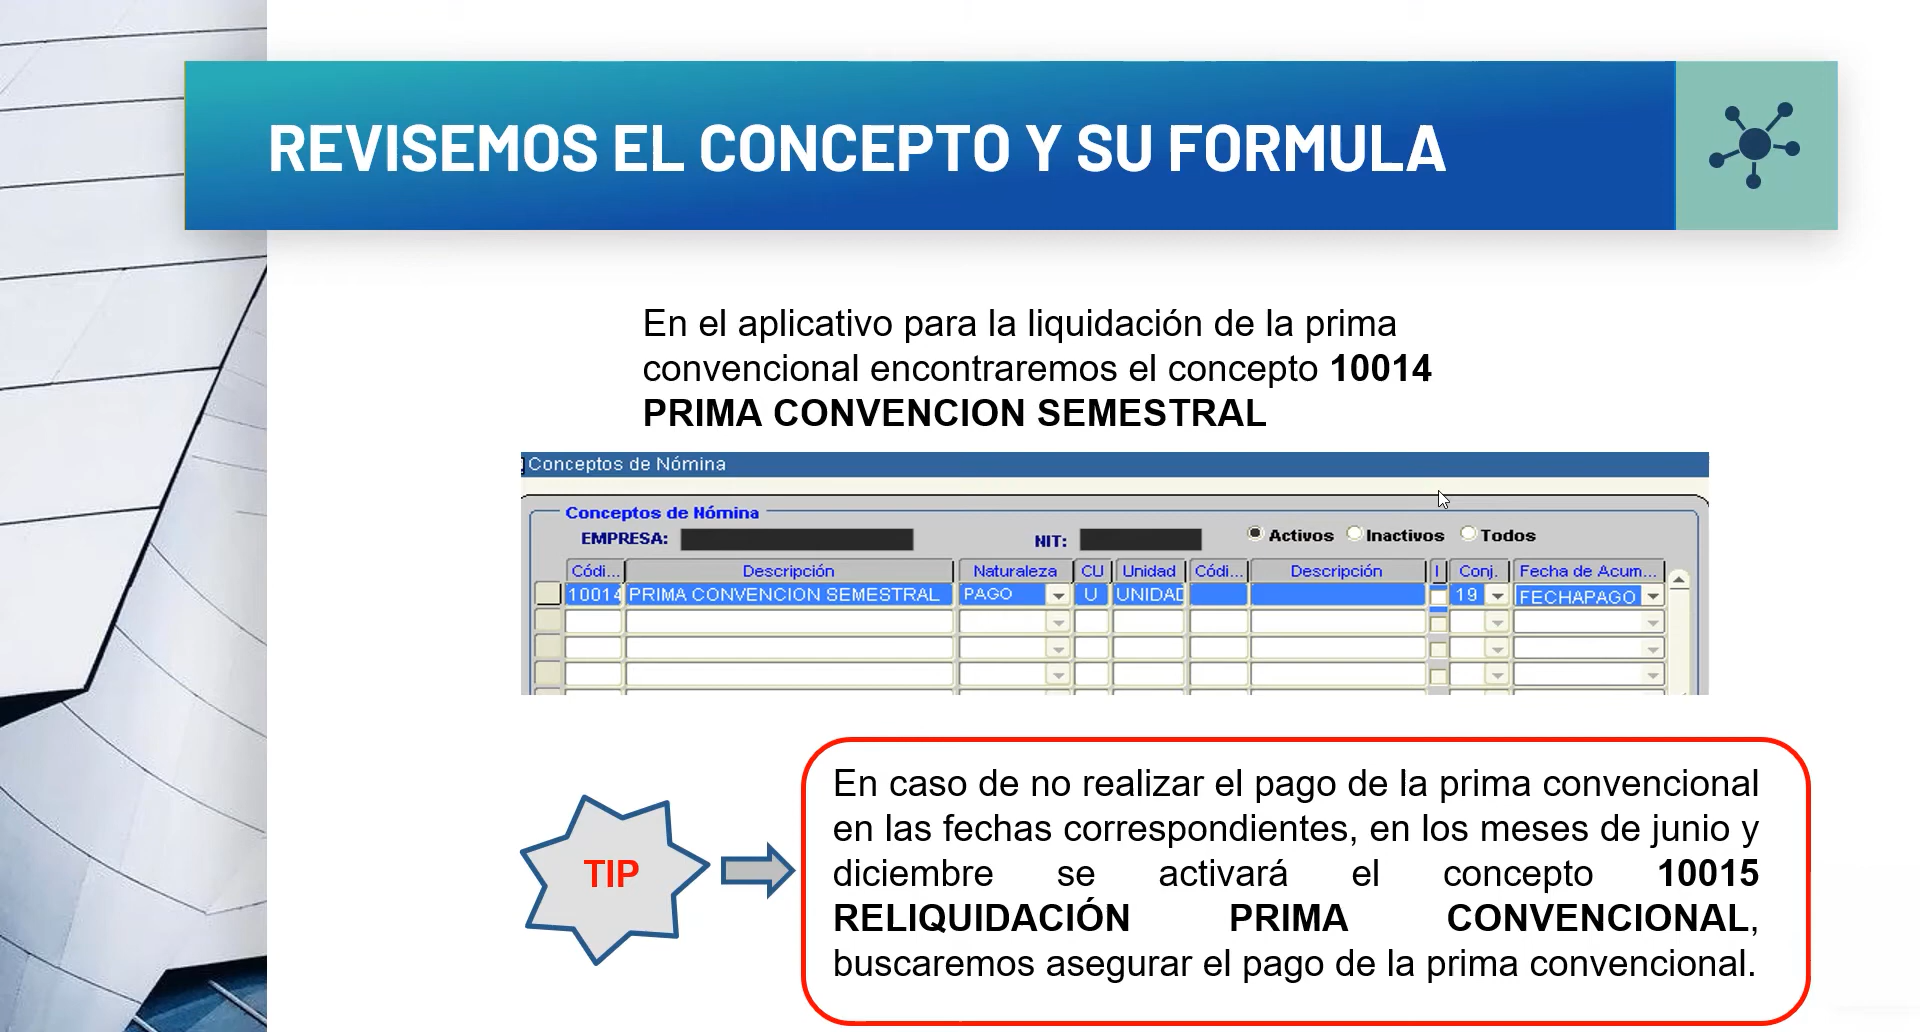 REVISEMOS EL CONCEPTO Y SU FORMULA
En el aplicativo para la liquidación de la prima
convencional encontraremos el concepto 10014
PRIMA CONVENCION SEMESTRAL
Conceptos de Nómina
Conceptos de Nómina
EMPRESA: NIT: Activos Inactivos Todos
Códi... Descripción Naturaleza CU Unidad Códi... Descripción I Conj. Fecha de Acum...
10014 PRIMA CONVENCION SEMESTRAL PAGO U UNIDAD 19 FECHAPAGO
TIP
En caso de no realizar el pago de la prima convencional
en las fechas correspondientes, en los meses de junio y
diciembre se activará el concepto 10015
RELIQUIDACIÓN PRIMA CONVENCIONAL,
buscaremos asegurar el pago de la prima convencional.